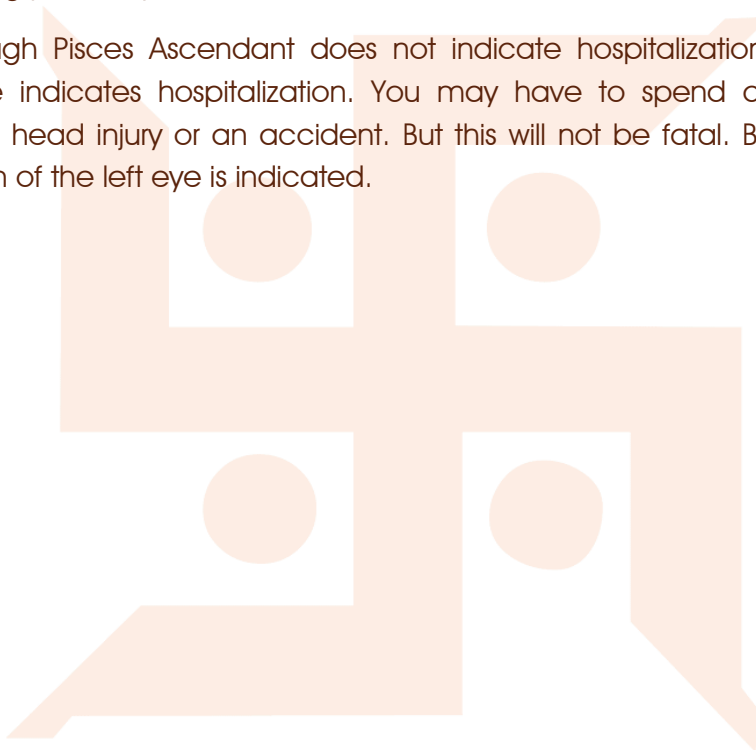 ugh Pisces Ascendant does not indicate hospitalization
indicates hospitalization. You may have to spend
head injury or an accident. But this will not be fatal. B
of the left eye is indicated.